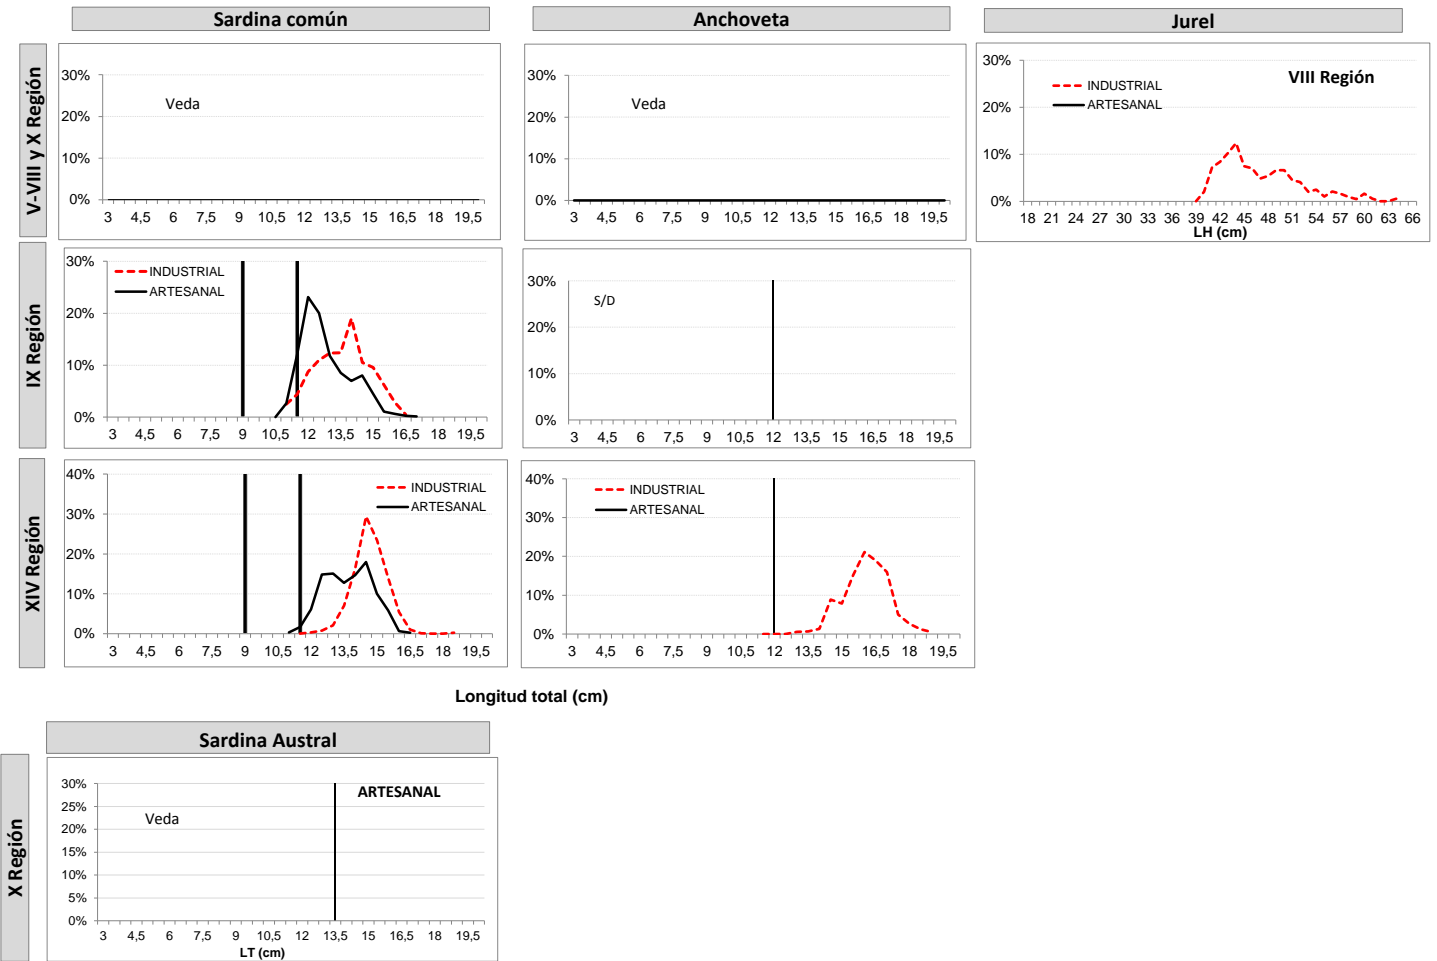 Sardina común
Anchoveta
Jurel
V-VIII y X Región
30%
20%
10%
0%
Veda
3 4,5 6 7,5 9 10,5 12 13,5 15 16,5 18 19,5
30%
20%
10%
0%
Veda
3 4,5 6 7,5 9 10,5 12 13,5 15 16,5 18 19,5
30%
20%
10%
0%
INDUSTRIAL
ARTESANAL
VIII Región
18 21 24 27 30 33 36 39 42 45 48 51 54 57 60 63 66
LH (cm)
IX Región
30%
20%
10%
0%
INDUSTRIAL
ARTESANAL
3 4,5 6 7,5 9 10,5 12 13,5 15 16,5 18 19,5
30%
20%
10%
0%
S/D
3 4,5 6 7,5 9 10,5 12 13,5 15 16,5 18 19,5
XIV Región
40%
30%
20%
10%
0%
INDUSTRIAL
ARTESANAL
3 4,5 6 7,5 9 10,5 12 13,5 15 16,5 18 19,5
40%
30%
20%
10%
0%
INDUSTRIAL
ARTESANAL
3 4,5 6 7,5 9 10,5 12 13,5 15 16,5 18 19,5
Longitud total (cm)
Sardina Austral
X Región
30%
25%
20%
15%
10%
5%
0%
Veda
ARTESANAL
3 4,5 6 7,5 9 10,5 12 13,5 15 16,5 18 19,5
LT (cm)